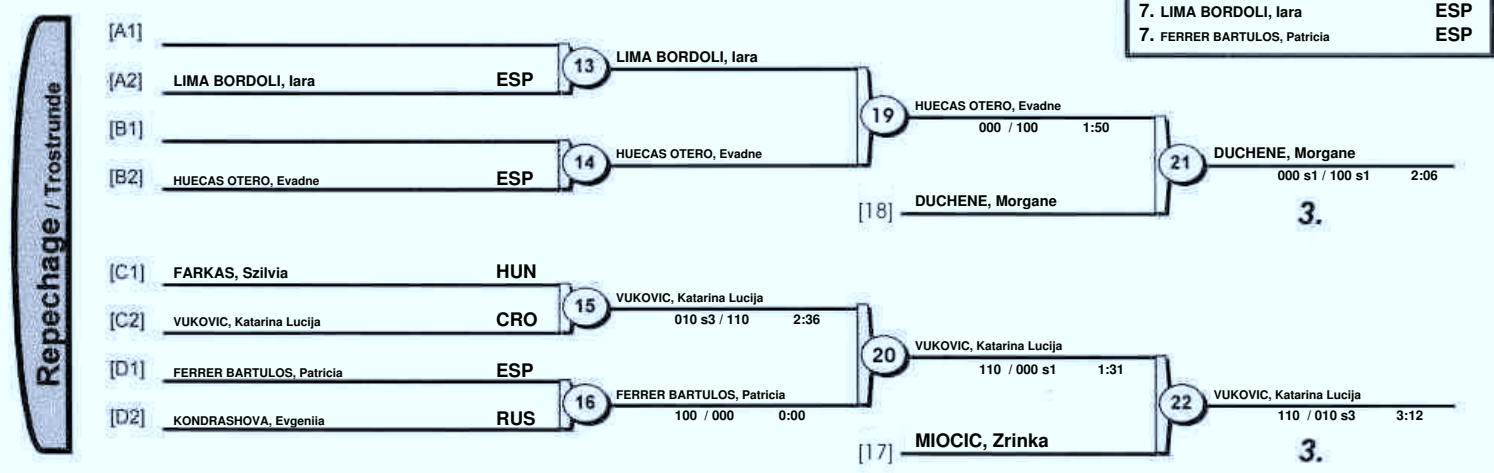 7. LIMA BORDOLI, Iara ESP
7. FERRER BARTULOS, Patricia ESP
Repechage / Trostrunde
[A1]
[A2] LIMA BORDOLI, Iara ESP
13 LIMA BORDOLI, Iara
[B1]
[B2] HUECAS OTERO, Evadne ESP
14 HUECAS OTERO, Evadne
19 HUECAS OTERO, Evadne
000 / 100 1:50
[18] DUCHENE, Morgane
21 DUCHENE, Morgane
000 s1 / 100 s1 2:06
3.
[C1] FARKAS, Szilvia HUN
[C2] VUKOVIC, Katarina Lucija CRO
15 VUKOVIC, Katarina Lucija
010 s3 / 110 2:36
[D1] FERRER BARTULOS, Patricia ESP
[D2] KONDRASHOVA, Evgeniia RUS
16 FERRER BARTULOS, Patricia
100 / 000 0:00
20 VUKOVIC, Katarina Lucija
110 / 000 s1 1:31
[17] MIOCIC, Zrinka
22 VUKOVIC, Katarina Lucija
110 / 010 s3 3:12
3.